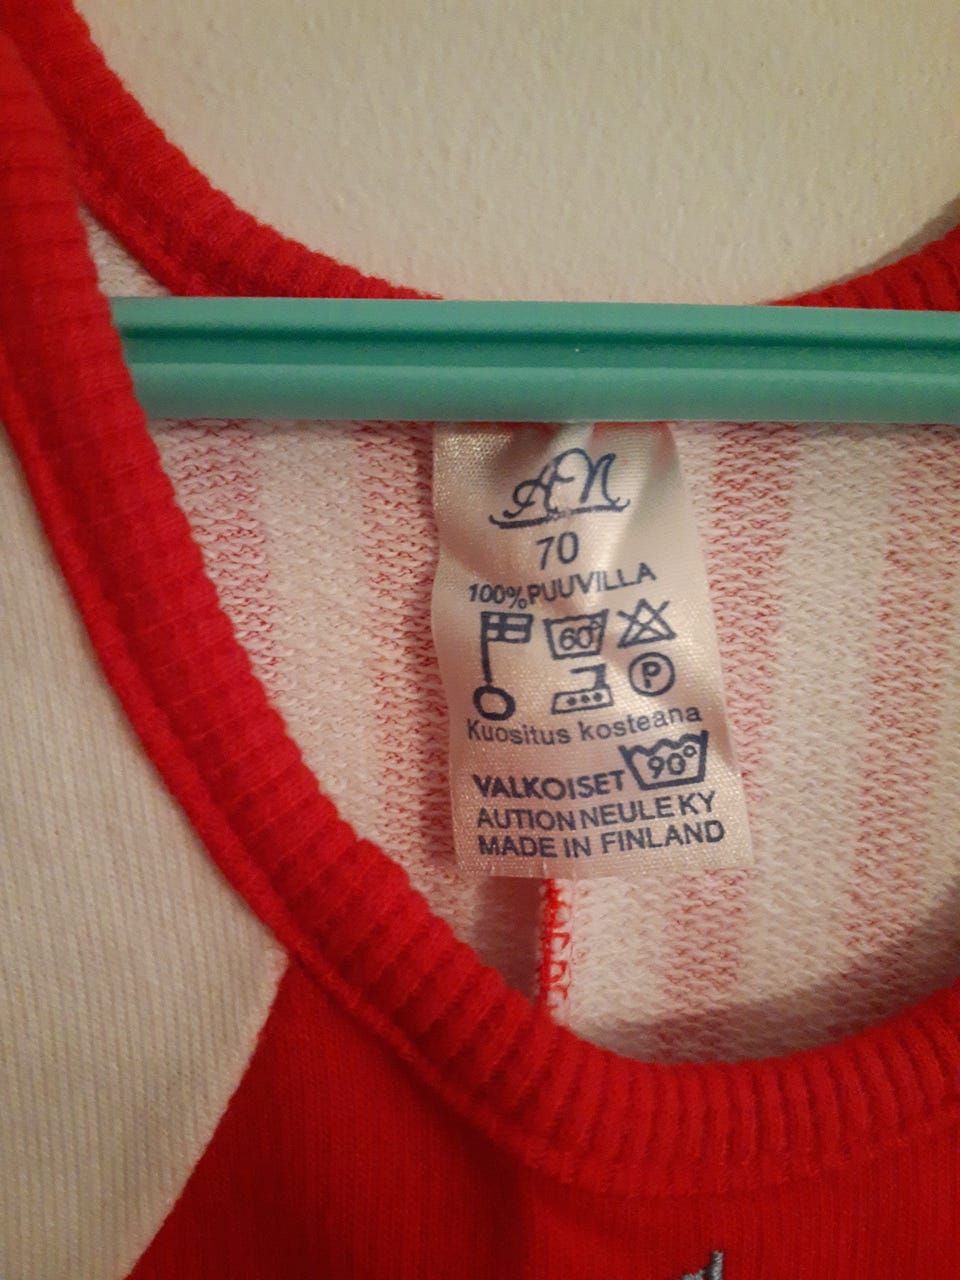 AN
70
100% PUUVILLA
60°
P
Kuositus kosteana
VALKOISET 90°
AUTION NEULE KY
MADE IN FINLAND